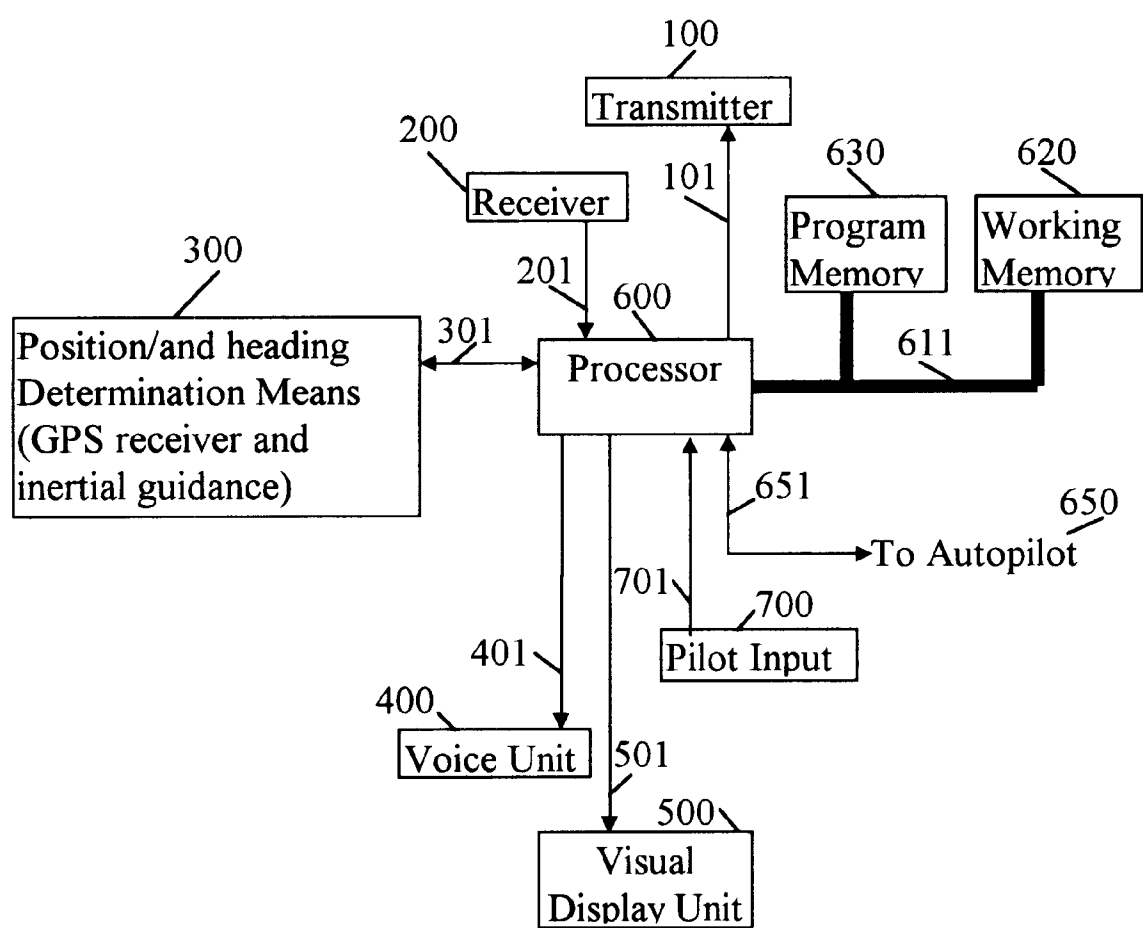 100
Transmitter
200
Receiver
101
630
620
Program
Memory
Working
Memory
300
201
600
301
611
Position/and heading
Determination Means
(GPS receiver and
inertial guidance)
Processor
651
650
To Autopilot
701
700
Pilot Input
401
400
Voice Unit
501
500
Visual
Display Unit